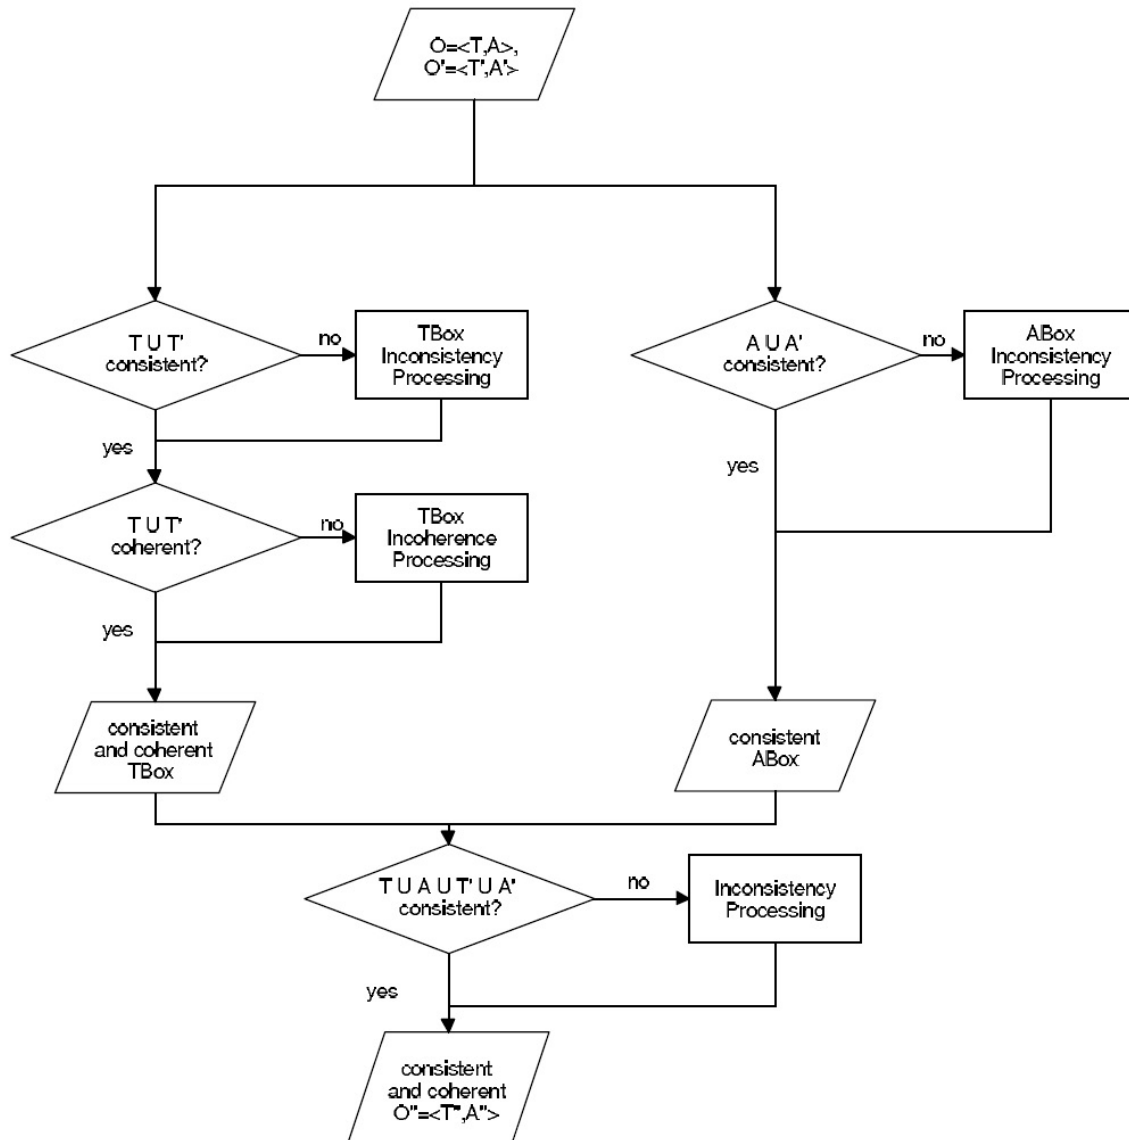 O=<T,A>,
O'=<T',A'>
T U T'
consistent?
no
TBox
Inconsistency
Processing
A U A'
consistent?
no
ABox
Inconsistency
Processing
yes
yes
T U T'
coherent?
no
TBox
Incoherence
Processing
yes
consistent
and coherent
TBox
consistent
ABox
T U A U T' U A'
consistent?
no
Inconsistency
Processing
yes
consistent
and coherent
O"=<T",A">